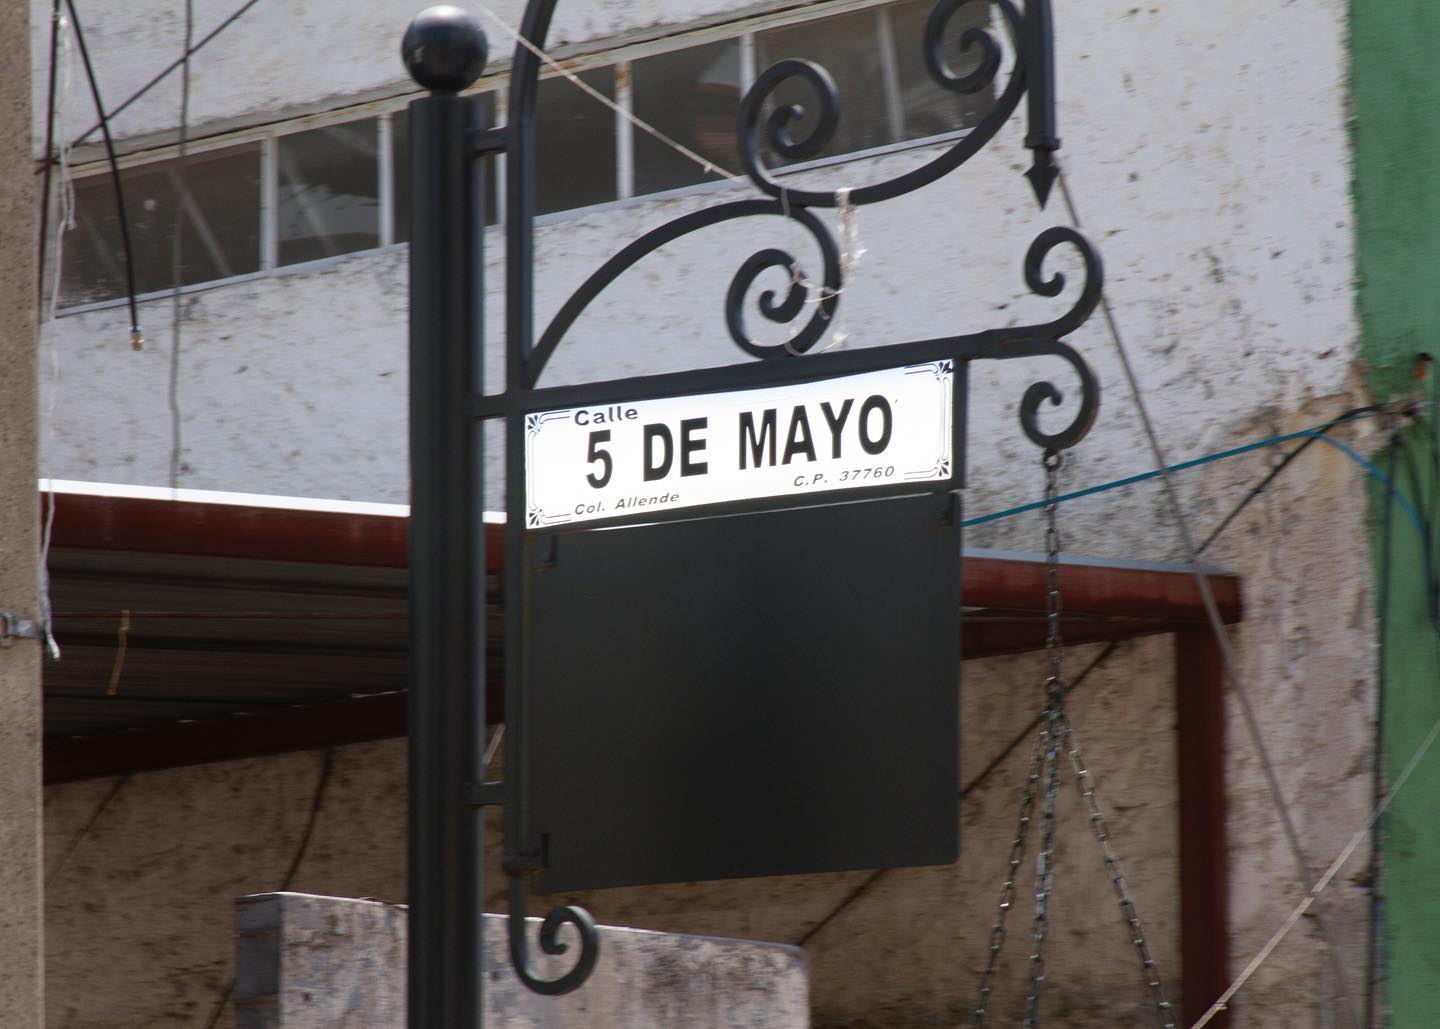 Calle
5 DE MAYO
Col. Allende C.P. 37760